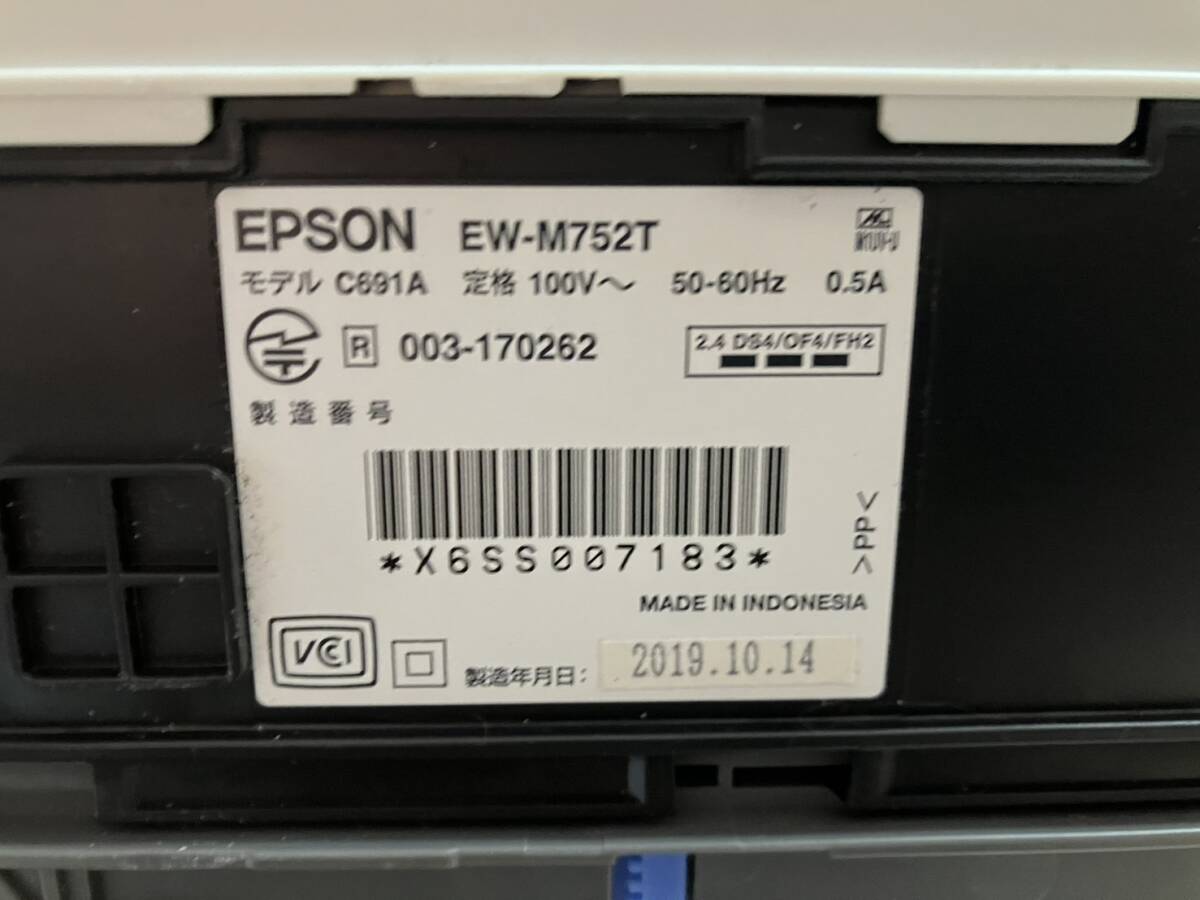 EPSON EW-M752T
モデル C691A 定格 100V～ 50-60Hz 0.5A
R 003-170262 2.4 DS4/OF4/FH2
製造番号
*X6SS007183*
>PP<
MADE IN INDONESIA
VCCI 製造年月日: 2019.10.14